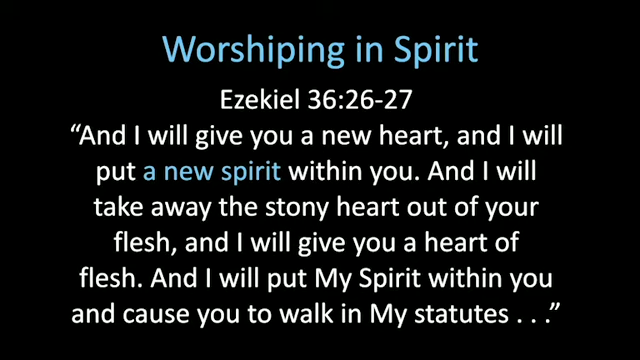 Worshiping in Spirit
Ezekiel 36:26-27
“And I will give you a new heart, and I will
put a new spirit within you. And I will
take away the stony heart out of your
flesh, and I will give you a heart of
flesh. And I will put My Spirit within you
and cause you to walk in My statutes . . .”